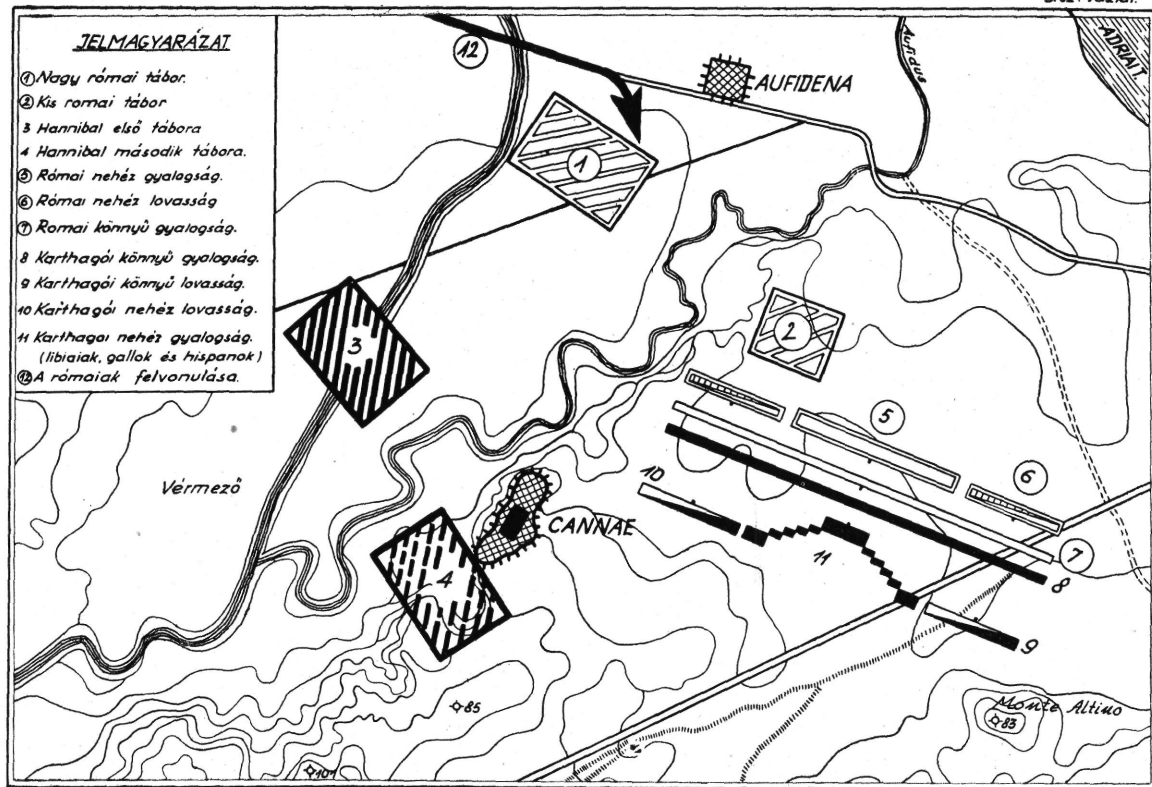 JELMAGYARÁZAT
① Nagy római tábor.
② Kis romai tábor
3 Hannibal első tábora
4 Hannibal második tábora.
⑤ Római nehéz gyalogság.
⑥ Római nehéz lovasság
⑦ Romai könnyű gyalogság.
8 Karthagói könnyű gyalogság.
9 Karthagói könnyű lovasság.
10 Karthagói nehéz lovasság.
11 Karthagoi nehéz gyalogság.
(libiaiak, gallok és hispanok)
⑫ A rómaiak felvonulása.
12
AUFIDENA
Aufidus
ADRIAI T.
1
2
3
5
6
10
Vérmező
CANNAE
4
11
7
8
9
85
Monte Altino
83
101